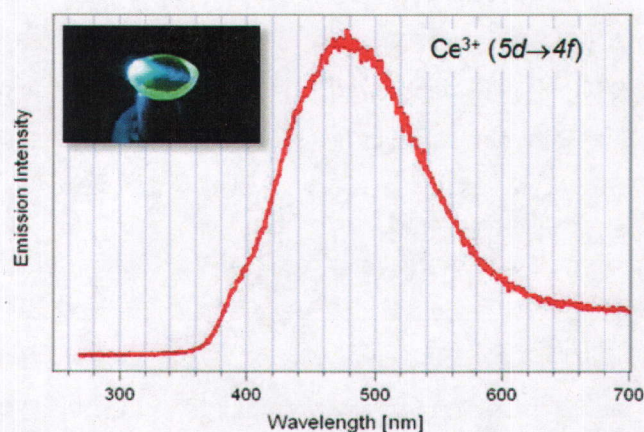 Ce³⁺ (5d→4f)
Emission Intensity
300 400 500 600 700
Wavelength [nm]